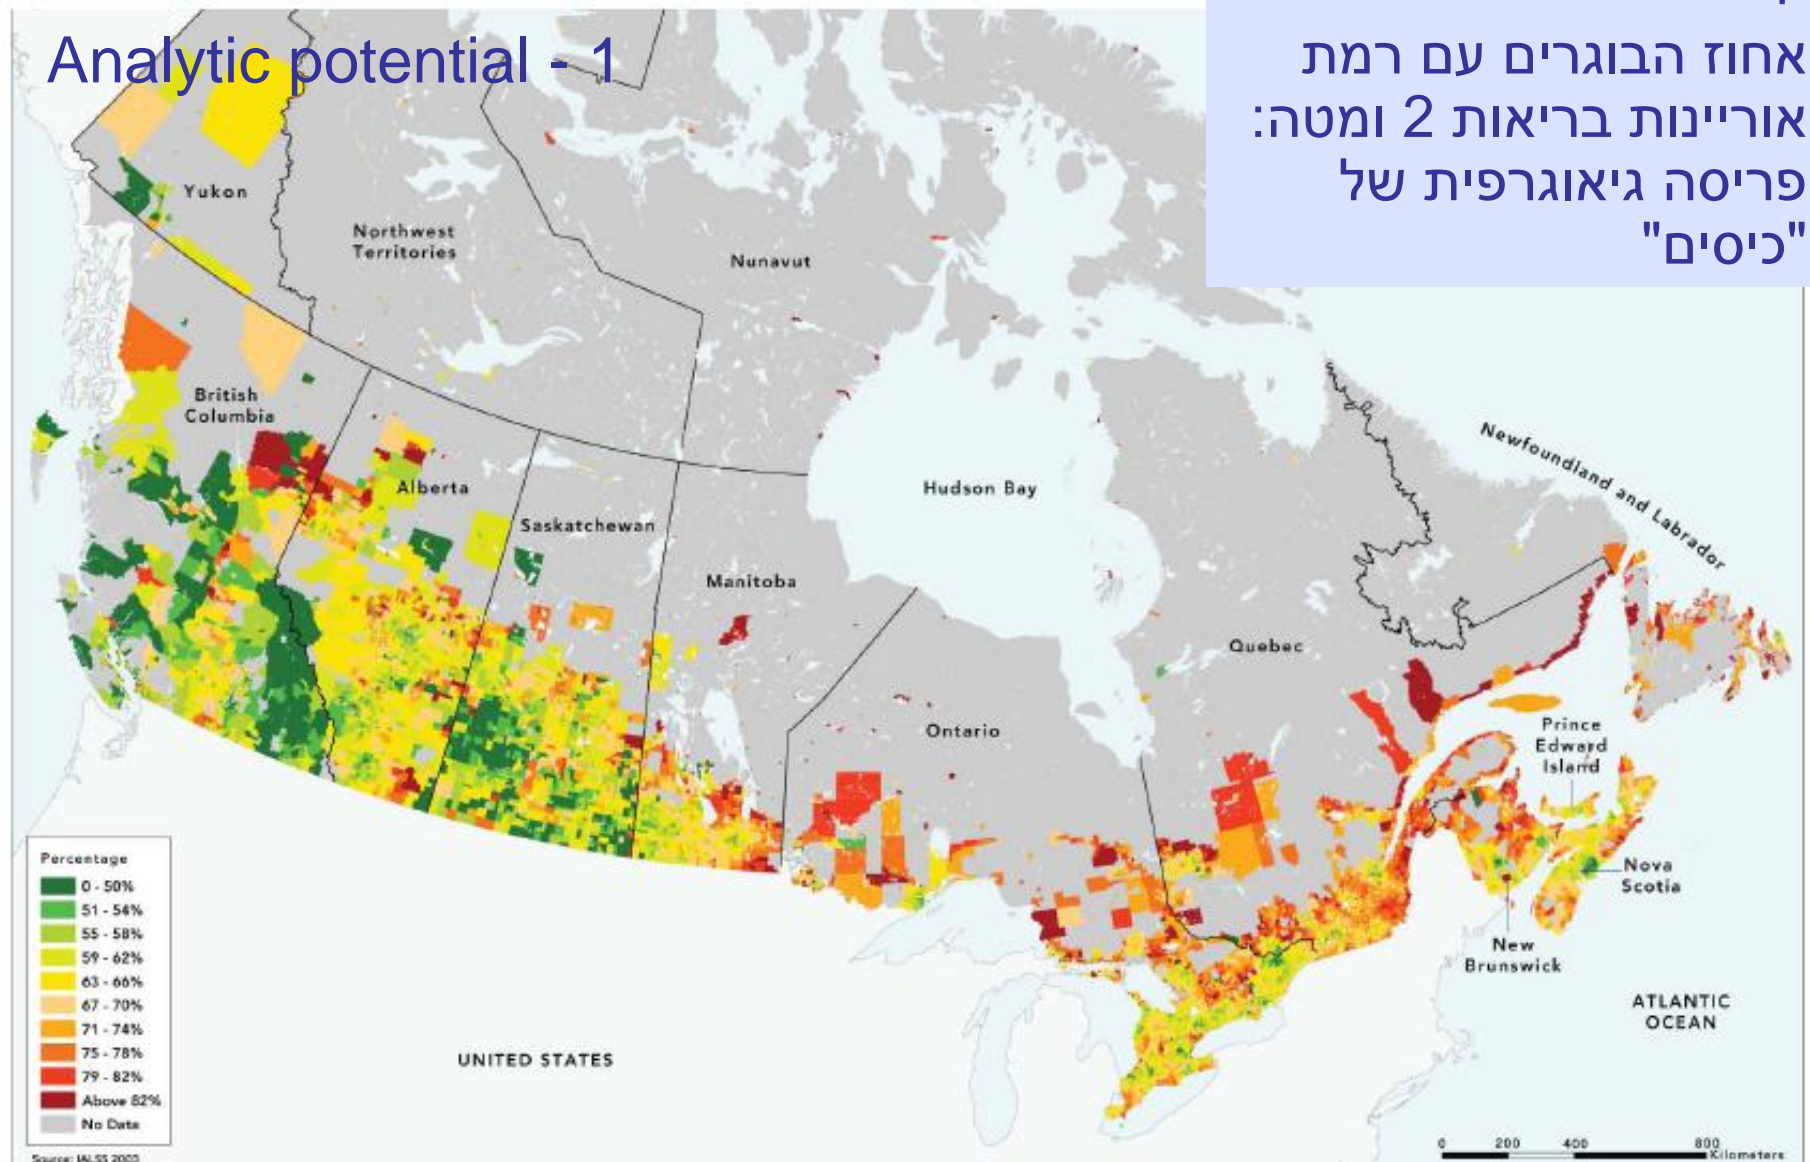 Analytic potential - 1
אחוז הבוגרים עם רמת
אוריינות בריאות 2 ומטה:
פריסה גיאוגרפית של
"כיסים"
Yukon
Northwest
Territories
Nunavut
British
Columbia
Alberta
Saskatchewan
Manitoba
Hudson Bay
Ontario
Quebec
Newfoundland and Labrador
Prince
Edward
Island
Nova
Scotia
New
Brunswick
ATLANTIC
OCEAN
UNITED STATES
Percentage
0 - 50%
51 - 54%
55 - 58%
59 - 62%
63 - 66%
67 - 70%
71 - 74%
75 - 78%
79 - 82%
Above 82%
No Data
Source: IALSS 2003
0 200 400 800
Kilometers